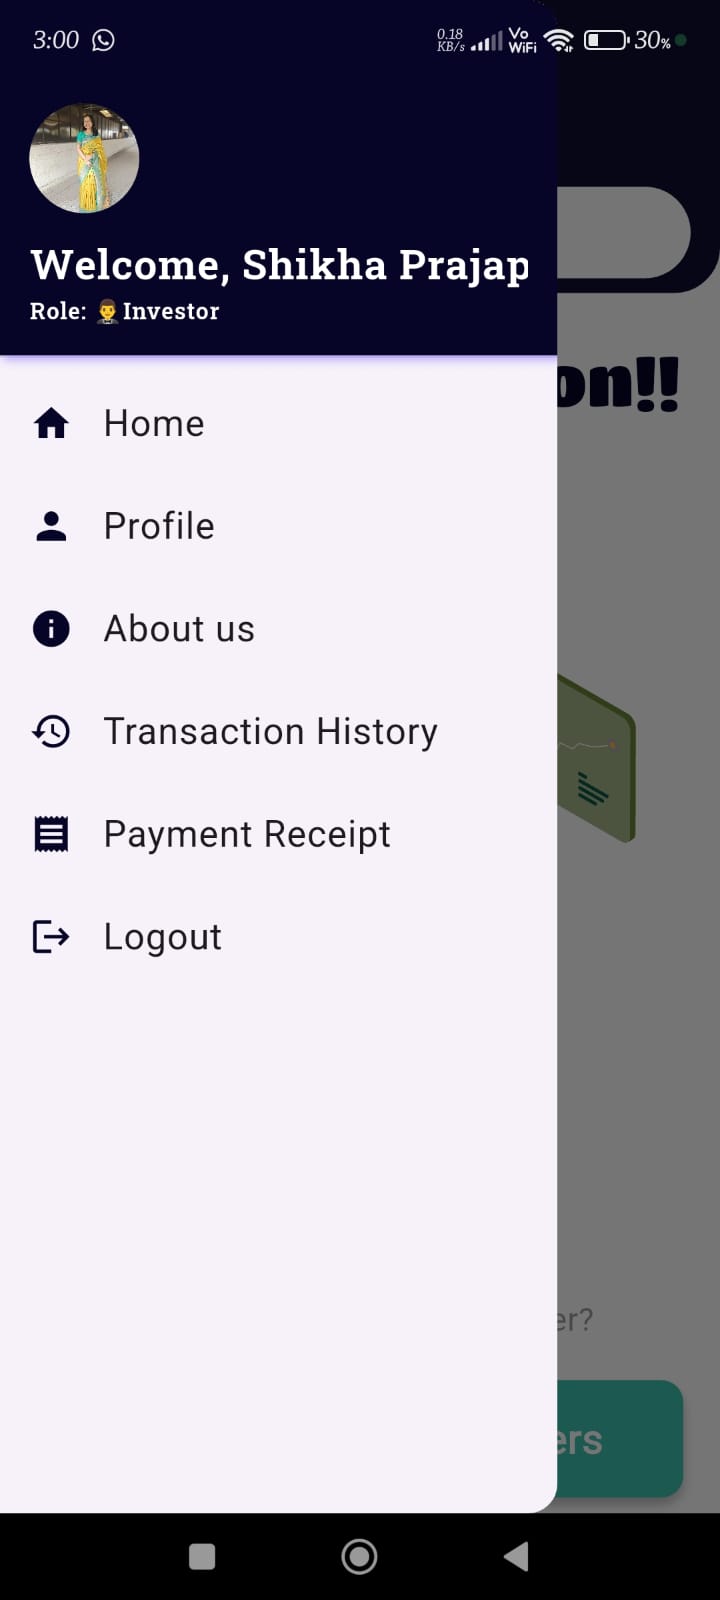 3:00
0.18
KB/s
Vo
WiFi
30%
Welcome, Shikha Prajap
Role: Investor
on!!
Home
Profile
About us
Transaction History
Payment Receipt
Logout
er?
ers